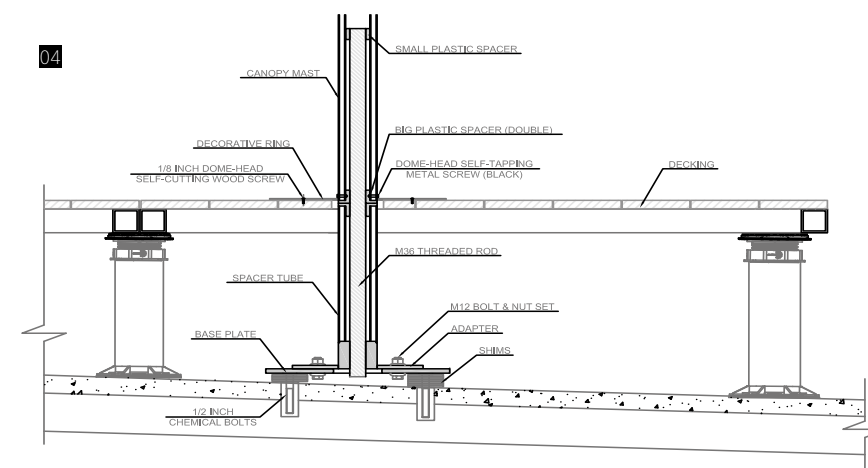 04
SMALL PLASTIC SPACER
CANOPY MAST
BIG PLASTIC SPACER (DOUBLE)
DECORATIVE RING
1/8 INCH DOME-HEAD
SELF-CUTTING WOOD SCREW
DOME-HEAD SELF-TAPPING
METAL SCREW (BLACK)
DECKING
M36 THREADED ROD
SPACER TUBE
M12 BOLT & NUT SET
BASE PLATE
ADAPTER
SHIMS
1/2 INCH
CHEMICAL BOLTS